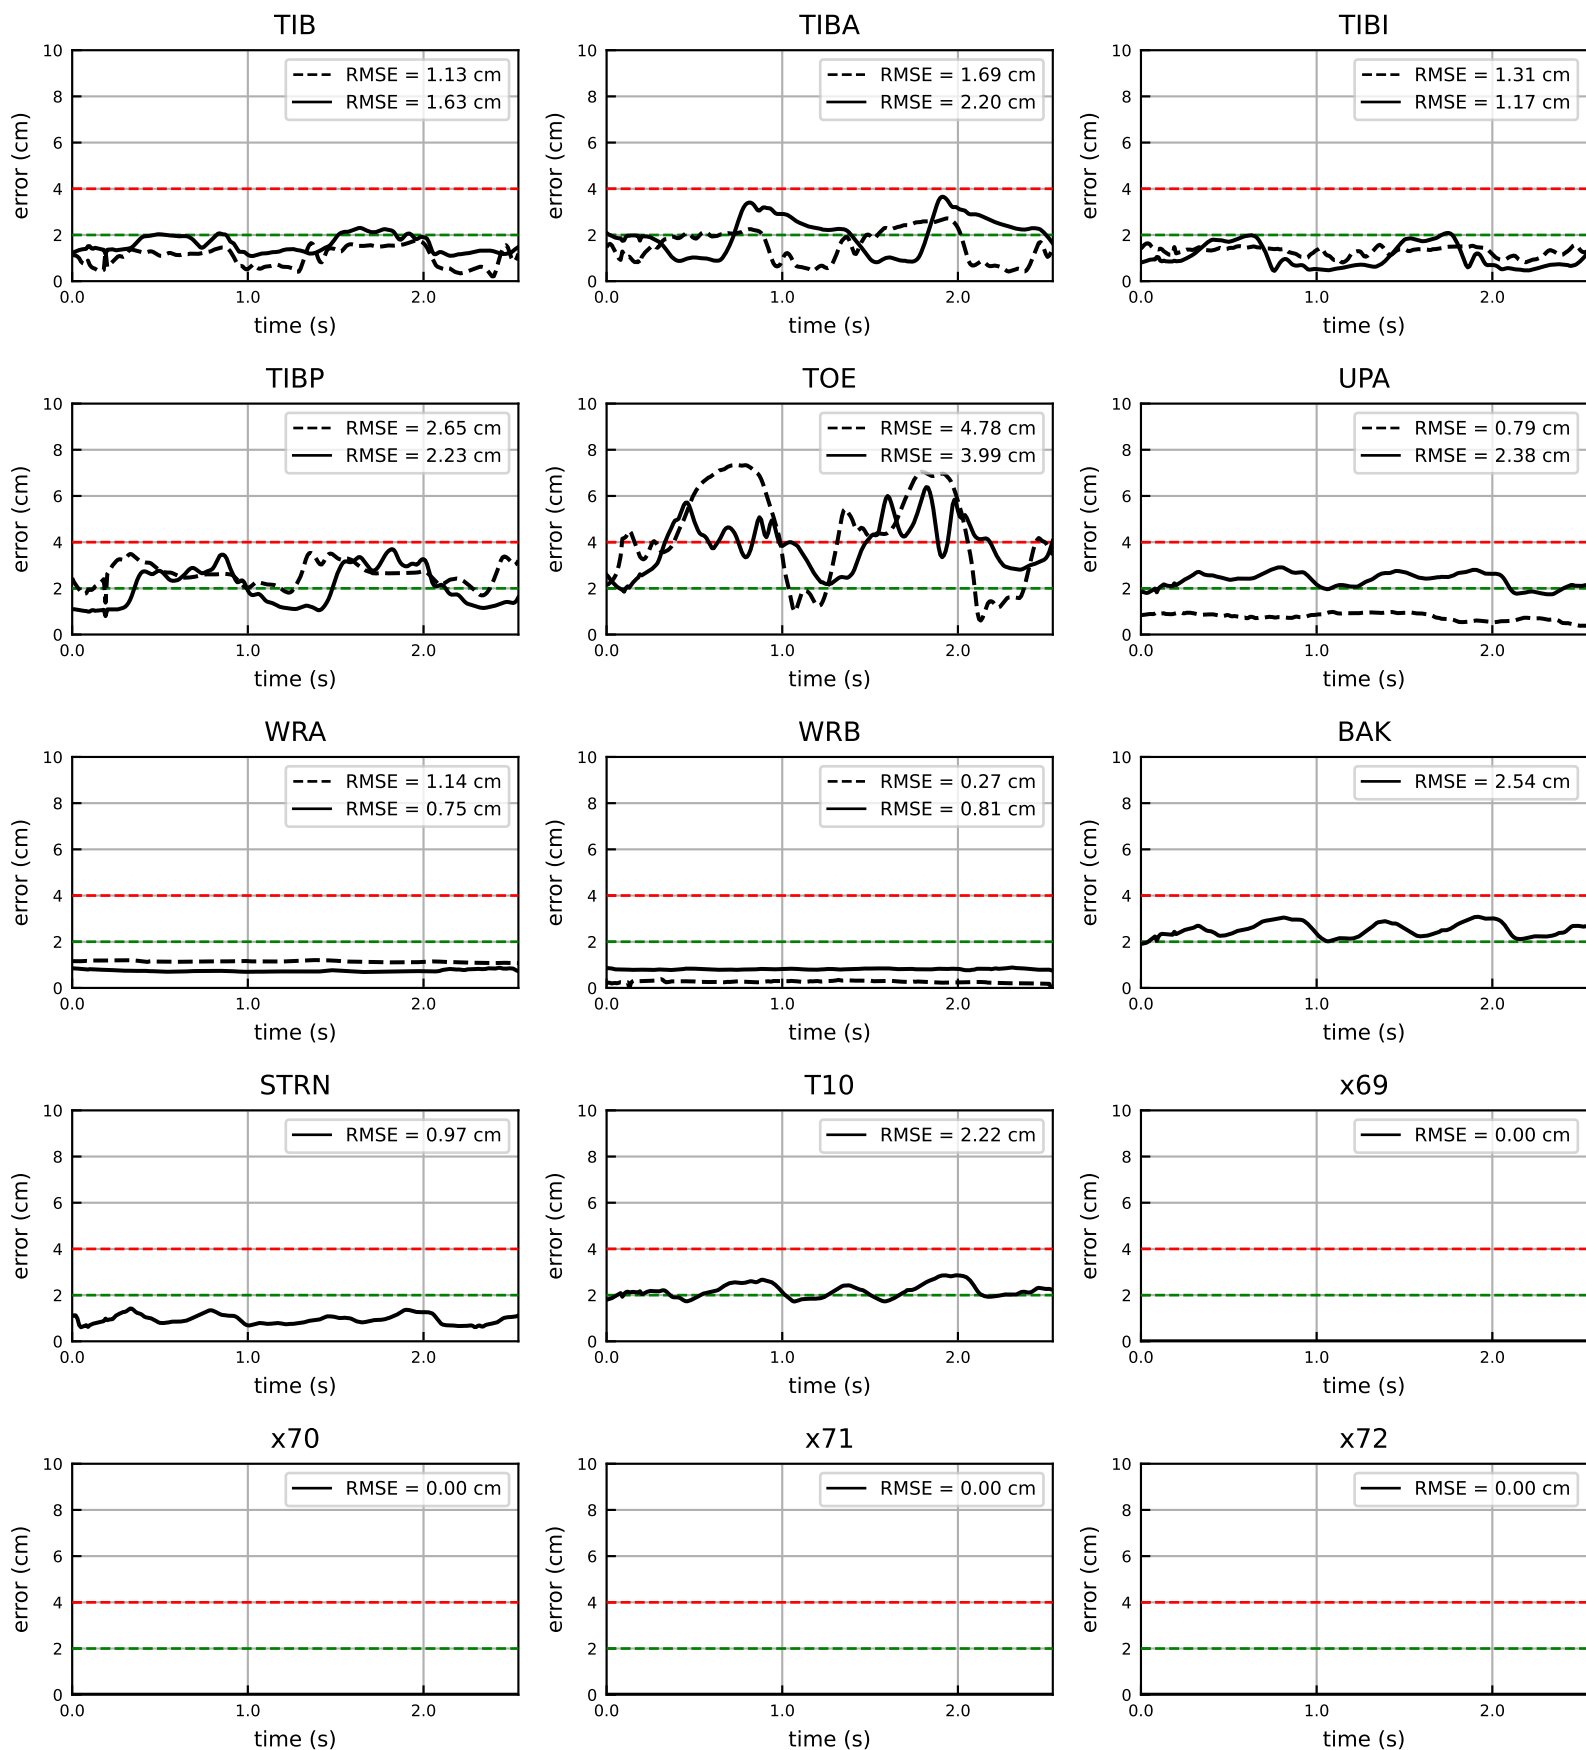 TIB
10
8
6
4
2
0
error (cm)
RMSE = 1.13 cm
RMSE = 1.63 cm
0.0 1.0 2.0
time (s)
TIBA
10
8
6
4
2
0
error (cm)
RMSE = 1.69 cm
RMSE = 2.20 cm
0.0 1.0 2.0
time (s)
TIBI
10
8
6
4
2
0
error (cm)
RMSE = 1.31 cm
RMSE = 1.17 cm
0.0 1.0 2.0
time (s)
TIBP
10
8
6
4
2
0
error (cm)
RMSE = 2.65 cm
RMSE = 2.23 cm
0.0 1.0 2.0
time (s)
TOE
10
8
6
4
2
0
error (cm)
RMSE = 4.78 cm
RMSE = 3.99 cm
0.0 1.0 2.0
time (s)
UPA
10
8
6
4
2
0
error (cm)
RMSE = 0.79 cm
RMSE = 2.38 cm
0.0 1.0 2.0
time (s)
WRA
10
8
6
4
2
0
error (cm)
RMSE = 1.14 cm
RMSE = 0.75 cm
0.0 1.0 2.0
time (s)
WRB
10
8
6
4
2
0
error (cm)
RMSE = 0.27 cm
RMSE = 0.81 cm
0.0 1.0 2.0
time (s)
BAK
10
8
6
4
2
0
error (cm)
RMSE = 2.54 cm
0.0 1.0 2.0
time (s)
STRN
10
8
6
4
2
0
error (cm)
RMSE = 0.97 cm
0.0 1.0 2.0
time (s)
T10
10
8
6
4
2
0
error (cm)
RMSE = 2.22 cm
0.0 1.0 2.0
time (s)
x69
10
8
6
4
2
0
error (cm)
RMSE = 0.00 cm
0.0 1.0 2.0
time (s)
x70
10
8
6
4
2
0
error (cm)
RMSE = 0.00 cm
0.0 1.0 2.0
time (s)
x71
10
8
6
4
2
0
error (cm)
RMSE = 0.00 cm
0.0 1.0 2.0
time (s)
x72
10
8
6
4
2
0
error (cm)
RMSE = 0.00 cm
0.0 1.0 2.0
time (s)